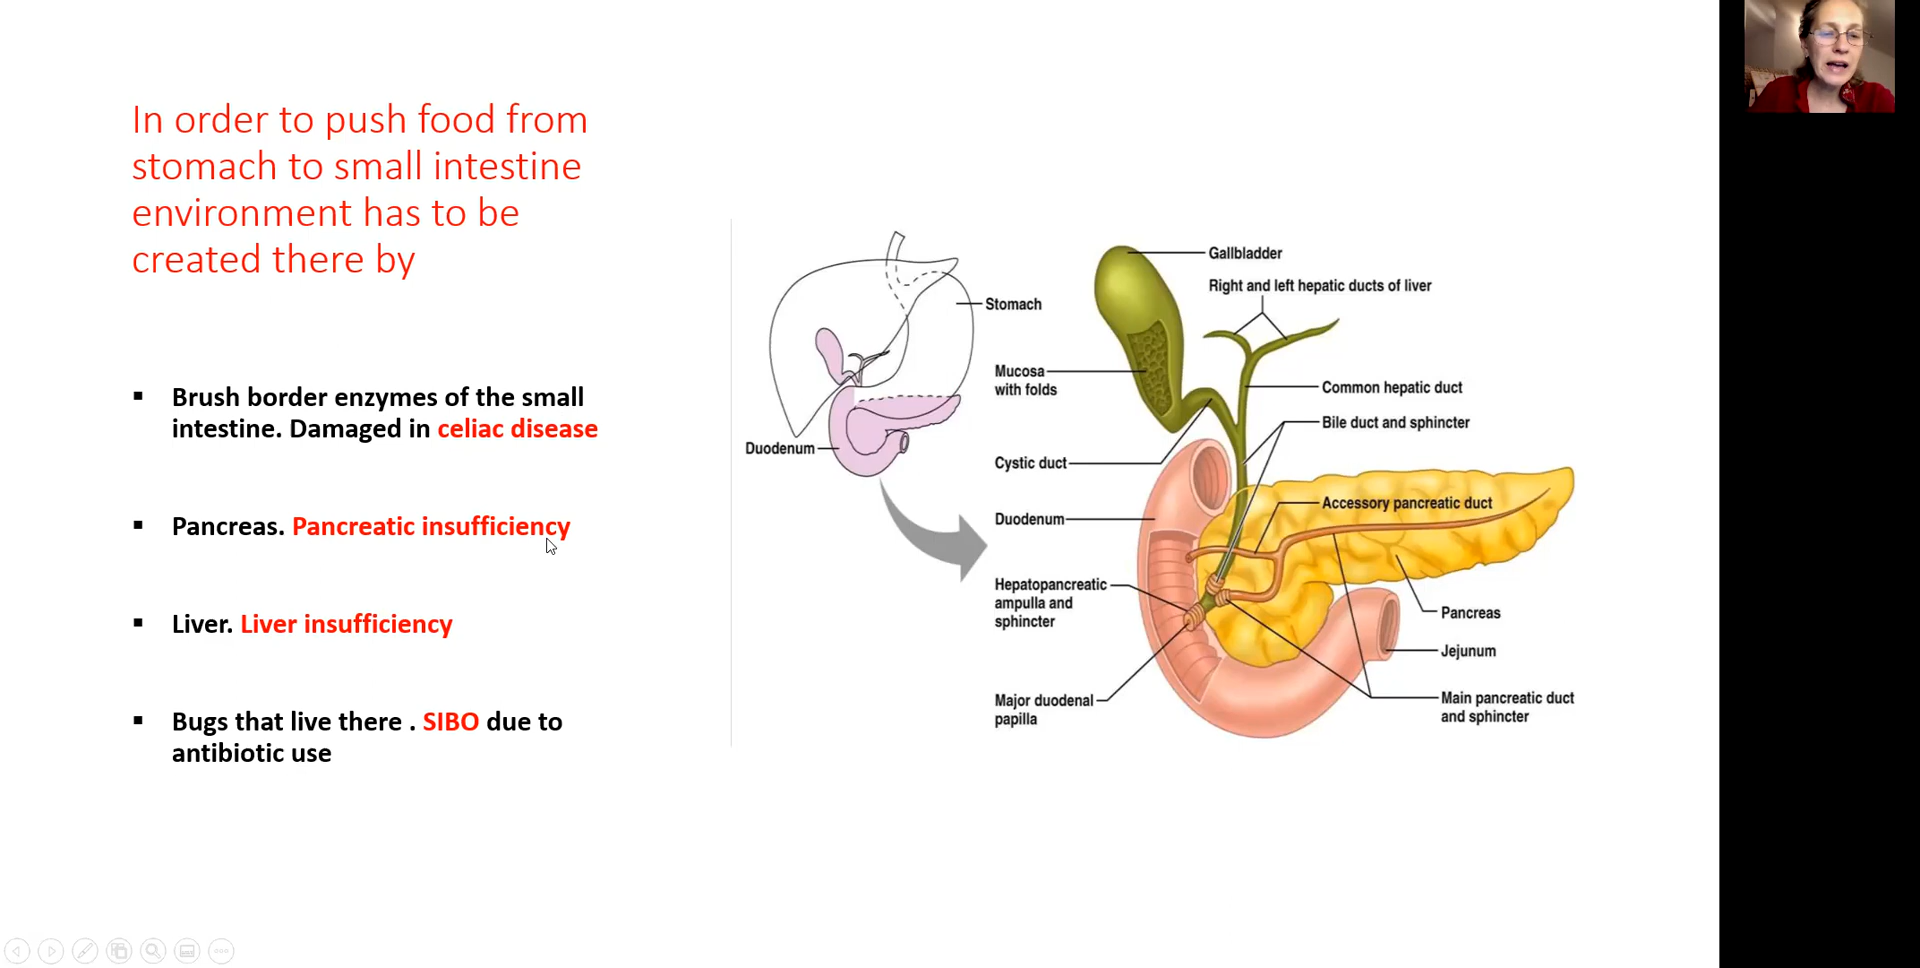 In order to push food from
stomach to small intestine
environment has to be
created there by
▪ Brush border enzymes of the small
intestine. Damaged in celiac disease
▪ Pancreas. Pancreatic insufficiency
▪ Liver. Liver insufficiency
▪ Bugs that live there . SIBO due to
antibiotic use
Stomach
Duodenum
Gallbladder
Right and left hepatic ducts of liver
Mucosa
with folds
Common hepatic duct
Bile duct and sphincter
Cystic duct
Accessory pancreatic duct
Duodenum
Hepatopancreatic
ampulla and
sphincter
Pancreas
Jejunum
Major duodenal
papilla
Main pancreatic duct
and sphincter